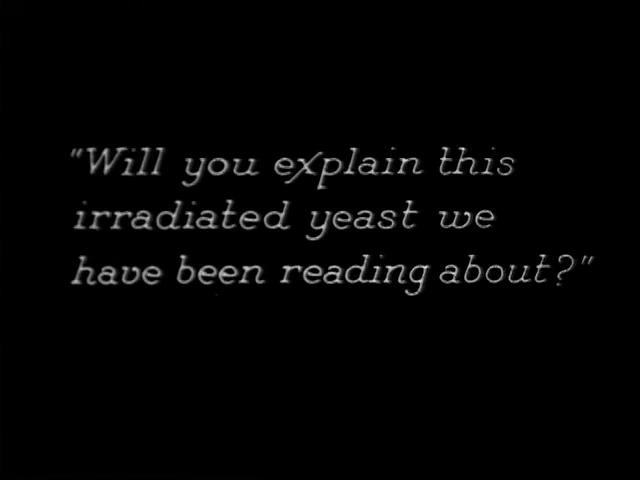 "Will you explain this
irradiated yeast we
have been reading about?"